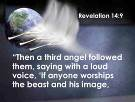 Revelation 14:9
“Then a third angel followed
them, saying with a loud
voice, ‘If anyone worships
the beast and his image,